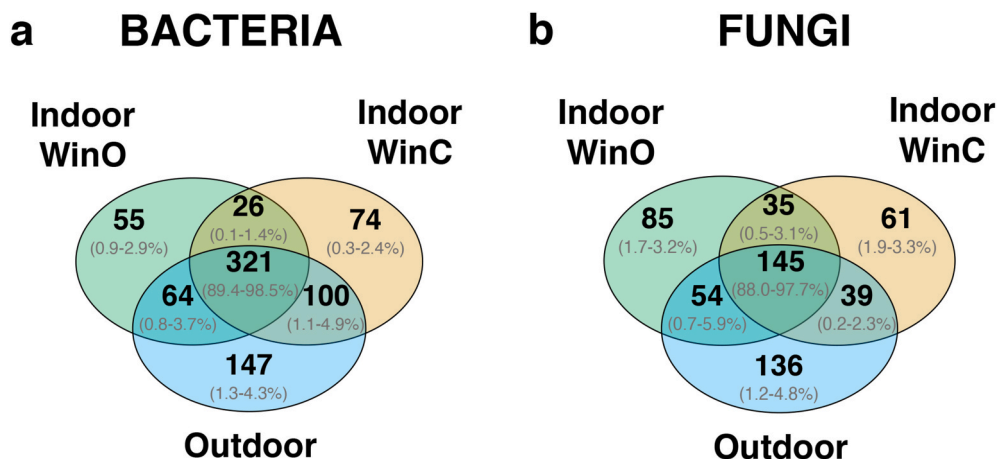 a BACTERIA
Indoor
WinO
Indoor
WinC
55
(0.9-2.9%)
26
(0.1-1.4%)
74
(0.3-2.4%)
321
(89.4-98.5%)
64
(0.8-3.7%)
100
(1.1-4.9%)
147
(1.3-4.3%)
Outdoor
b FUNGI
Indoor
WinO
Indoor
WinC
85
(1.7-3.2%)
35
(0.5-3.1%)
61
(1.9-3.3%)
145
(88.0-97.7%)
54
(0.7-5.9%)
39
(0.2-2.3%)
136
(1.2-4.8%)
Outdoor